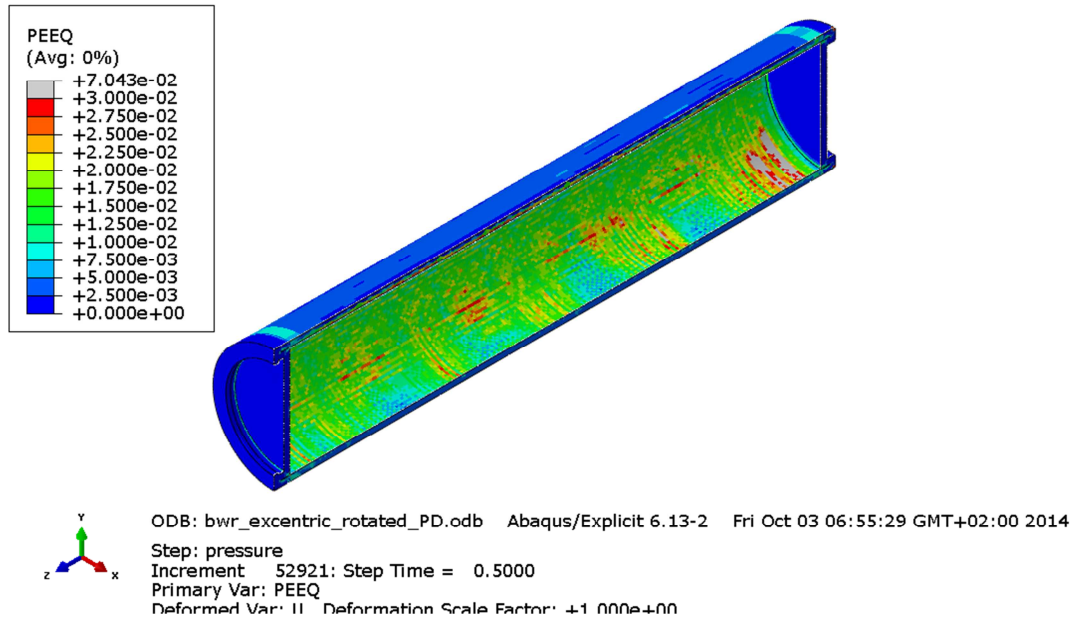 PEEQ
(Avg: 0%)
+7.043e-02
+3.000e-02
+2.750e-02
+2.500e-02
+2.250e-02
+2.000e-02
+1.750e-02
+1.500e-02
+1.250e-02
+1.000e-02
+7.500e-03
+5.000e-03
+2.500e-03
+0.000e+00
Y
Z X
ODB: bwr_excentric_rotated_PD.odb Abaqus/Explicit 6.13-2 Fri Oct 03 06:55:29 GMT+02:00 2014
Step: pressure
Increment 52921: Step Time = 0.5000
Primary Var: PEEQ
Deformed Var: U Deformation Scale Factor: +1.000e+00